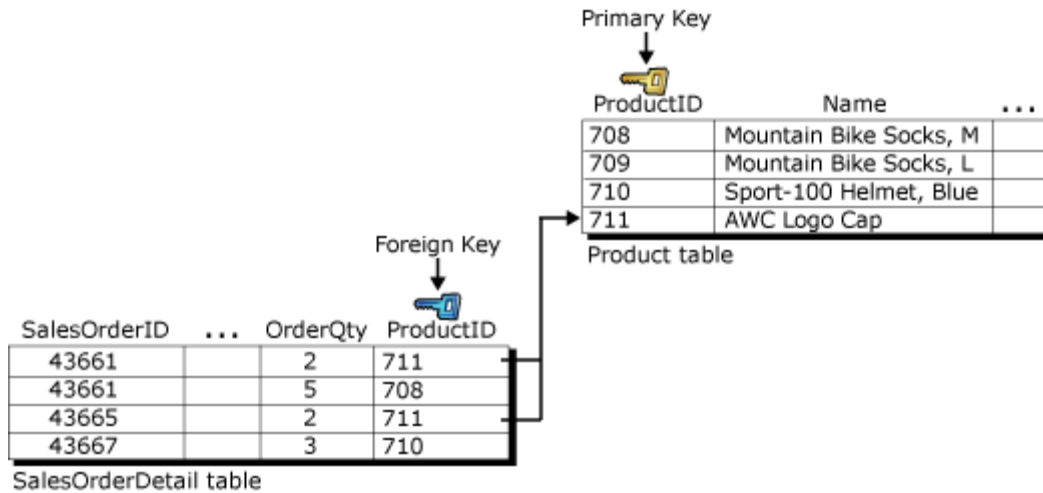 Primary Key
ProductID Name ...
708 Mountain Bike Socks, M
709 Mountain Bike Socks, L
710 Sport-100 Helmet, Blue
711 AWC Logo Cap
Product table
Foreign Key
SalesOrderID ... OrderQty ProductID
43661 2 711
43661 5 708
43665 2 711
43667 3 710
SalesOrderDetail table